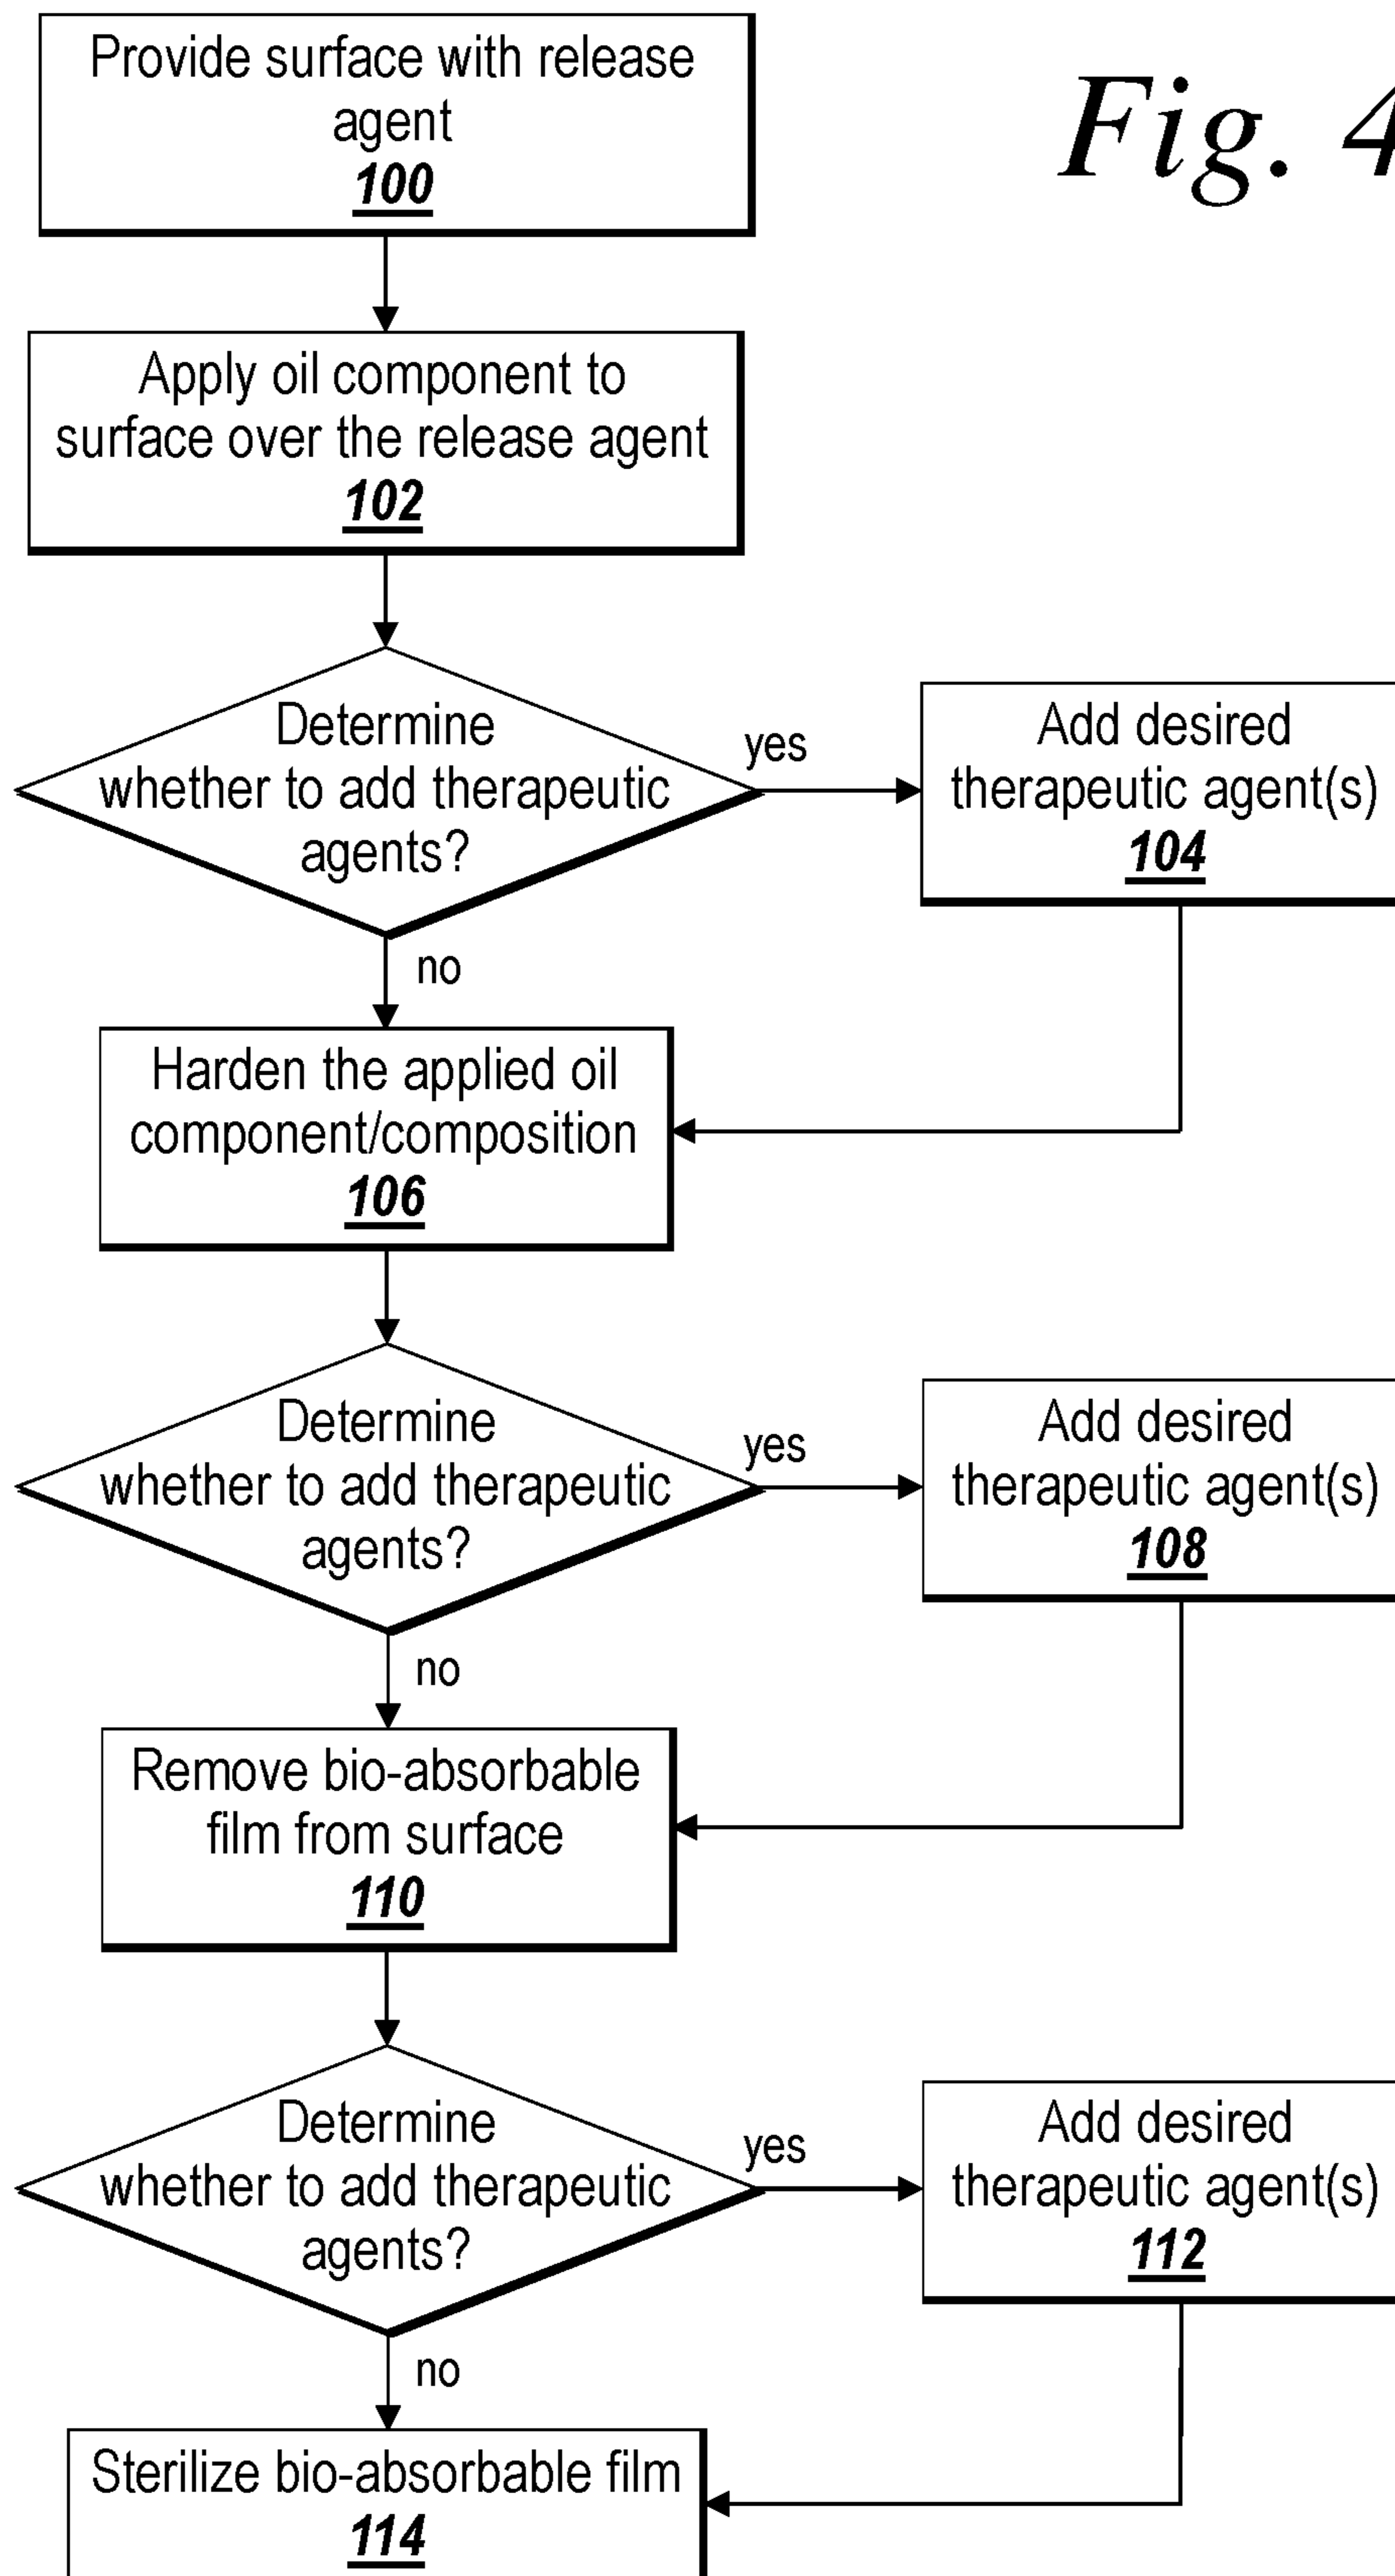 Provide surface with release
agent
100
Fig. 4
Apply oil component to
surface over the release agent
102
Determine
whether to add therapeutic
agents?
yes
Add desired
therapeutic agent(s)
104
no
Harden the applied oil
component/composition
106
Determine
whether to add therapeutic
agents?
yes
Add desired
therapeutic agent(s)
108
no
Remove bio-absorbable
film from surface
110
Determine
whether to add therapeutic
agents?
yes
Add desired
therapeutic agent(s)
112
no
Sterilize bio-absorbable film
114